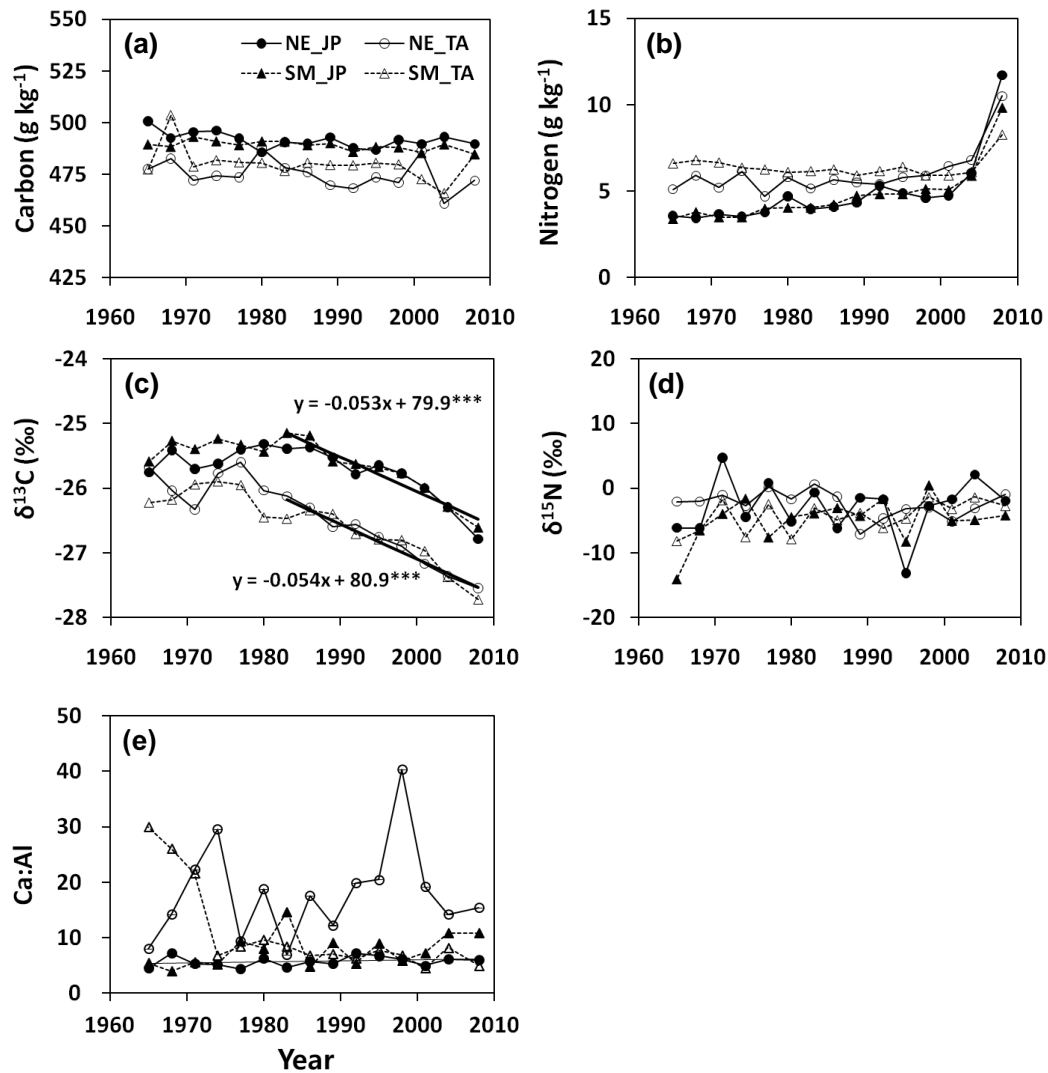 (a)
NE_JP NE_TA
SM_JP SM_TA
Carbon (g kg⁻¹)
550
525
500
475
450
425
1960 1970 1980 1990 2000 2010
(b)
Nitrogen (g kg⁻¹)
15
10
5
0
1960 1970 1980 1990 2000 2010
(c)
δ¹³C (‰)
-24
-25
-26
-27
-28
y = -0.053x + 79.9***
y = -0.054x + 80.9***
1960 1970 1980 1990 2000 2010
(d)
δ¹⁵N (‰)
20
10
0
-10
-20
1960 1970 1980 1990 2000 2010
(e)
Ca:Al
50
40
30
20
10
0
1960 1970 1980 1990 2000 2010
Year